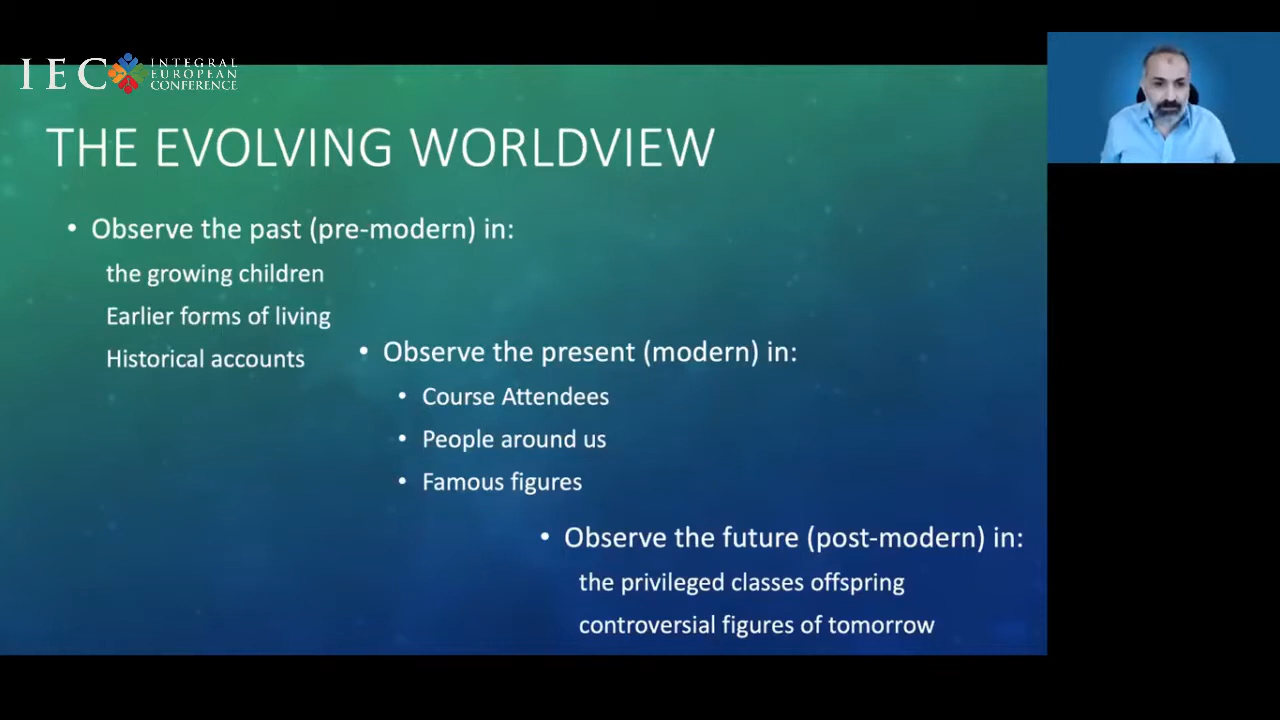 IEC INTEGRAL
EUROPEAN
CONFERENCE
THE EVOLVING WORLDVIEW
• Observe the past (pre-modern) in:
the growing children
Earlier forms of living
Historical accounts
• Observe the present (modern) in:
• Course Attendees
• People around us
• Famous figures
• Observe the future (post-modern) in:
the privileged classes offspring
controversial figures of tomorrow